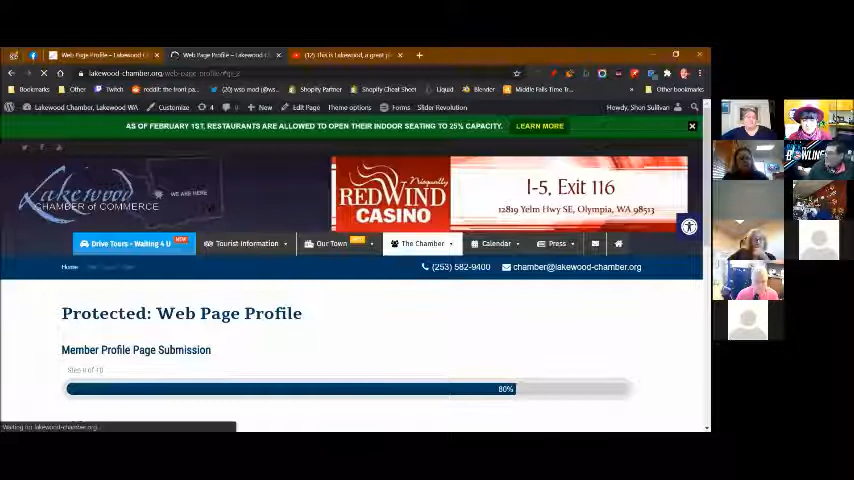 Web Page Profile – Lakewood C
Web Page Profile – Lakewood C
(12) This is Lakewood, a great p
lakewood-chamber.org/web-page-profile/
Bookmarks Other Twitch reddit: the front pa (20) wsb mod (@ws Shopify Partner Shopify Cheat Sheet Liquid Blender Middle Falls Time Tr Other bookmarks
Lakewood Chamber, Lakewood WA Customize 4 0 New Edit Page Theme options Forms Slider Revolution Howdy, Shon Sullivan
AS OF FEBRUARY 1ST, RESTAURANTS ARE ALLOWED TO OPEN THEIR INDOOR SEATING TO 25% CAPACITY. LEARN MORE
Lakewood
CHAMBER of COMMERCE
WE ARE HERE
Nisqually
RED WIND
CASINO
I-5, Exit 116
12819 Yelm Hwy SE, Olympia, WA 98513
Drive Tours - Waiting 4 U NEW Tourist Information Our Town The Chamber Calendar Press
Home
(253) 582-9400 chamber@lakewood-chamber.org
Protected: Web Page Profile
Member Profile Page Submission
80%
Waiting for lakewood-chamber.org...